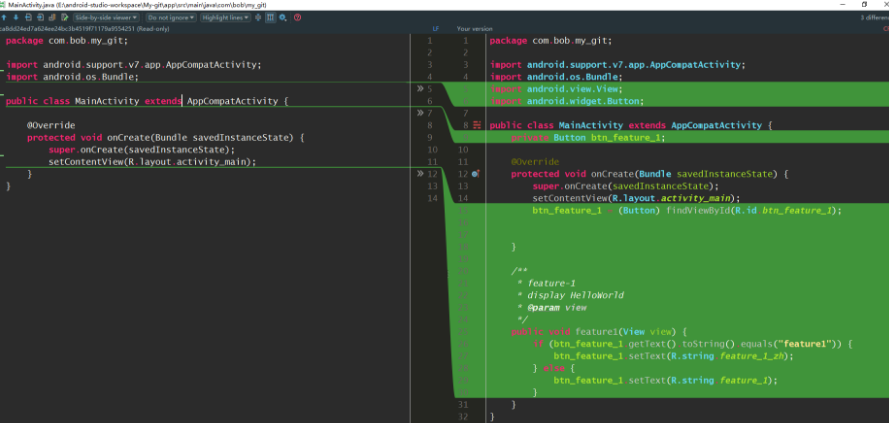 MainActivity.java (E:\android-studio-workspace\My-git\app\src\main\java\com\bob\my_git)
Side-by-side viewer
Do not ignore
Highlight lines
(Read-only)
LF
Your version
package com.bob.my_git;
import android.support.v7.app.AppCompatActivity;
import android.os.Bundle;
public class MainActivity extends AppCompatActivity {
@Override
protected void onCreate(Bundle savedInstanceState) {
super.onCreate(savedInstanceState);
setContentView(R.layout.activity_main);
}
}
1
2
3
4
5
6
7
8
9
10
11
12
13
14
1
3
4
5
6
7
8
10
11
12
13
14
31
32
package com.bob.my_git;
import android.support.v7.app.AppCompatActivity;
import android.os.Bundle;
import android.view.View;
import android.widget.Button;
public class MainActivity extends AppCompatActivity {
private Button btn_feature_1;
@Override
protected void onCreate(Bundle savedInstanceState) {
super.onCreate(savedInstanceState);
setContentView(R.layout.activity_main);
btn_feature_1 = (Button) findViewById(R.id btn_feature_1);
}
/**
* feature-1
* display HelloWorld
* @param view
*/
public void feature1(View view) {
if (btn_feature_1 getText() toString() equals("feature1")) {
btn_feature_1 setText(R.string feature_1_zh);
} else {
btn_feature_1 setText(R.string feature_1);
}
}
}